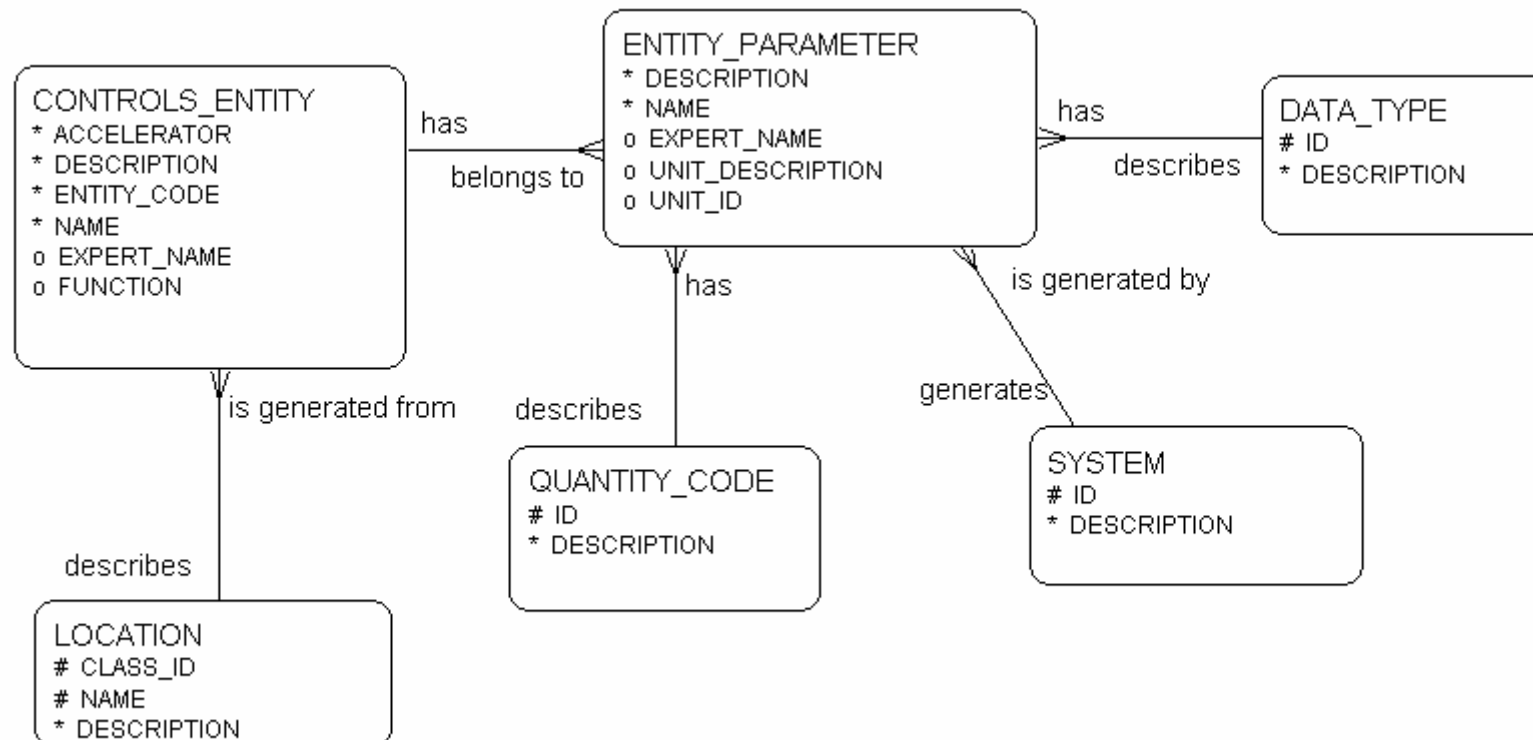 CONTROLS_ENTITY
* ACCELERATOR
* DESCRIPTION
* ENTITY_CODE
* NAME
o EXPERT_NAME
o FUNCTION
has
belongs to
ENTITY_PARAMETER
* DESCRIPTION
* NAME
o EXPERT_NAME
o UNIT_DESCRIPTION
o UNIT_ID
has
describes
DATA_TYPE
# ID
* DESCRIPTION
is generated from
describes
LOCATION
# CLASS_ID
# NAME
* DESCRIPTION
has
describes
QUANTITY_CODE
# ID
* DESCRIPTION
is generated by
generates
SYSTEM
# ID
* DESCRIPTION